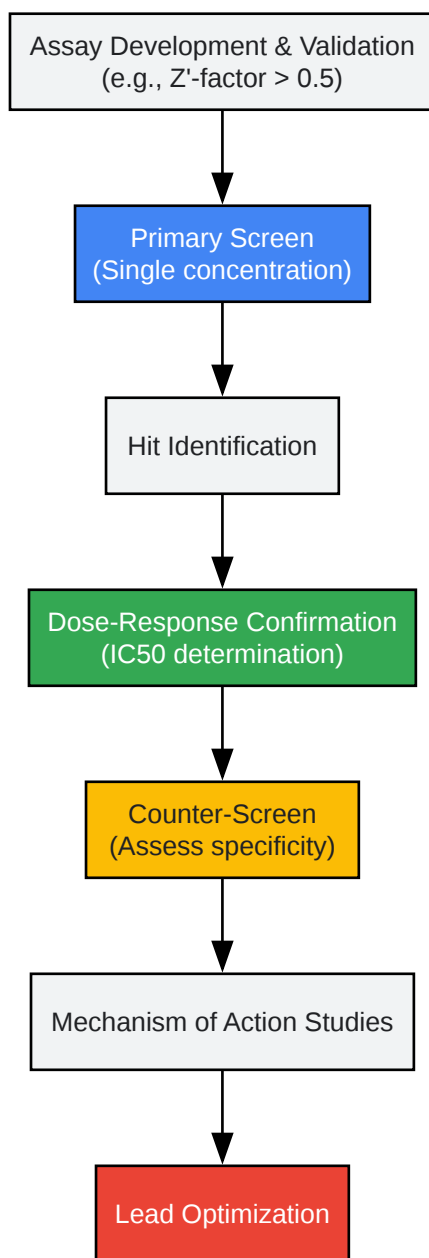 Assay Development & Validation
(e.g., Z'-factor > 0.5)
Primary Screen
(Single concentration)
Hit Identification
Dose-Response Confirmation
(IC50 determination)
Counter-Screen
(Assess specificity)
Mechanism of Action Studies
Lead Optimization